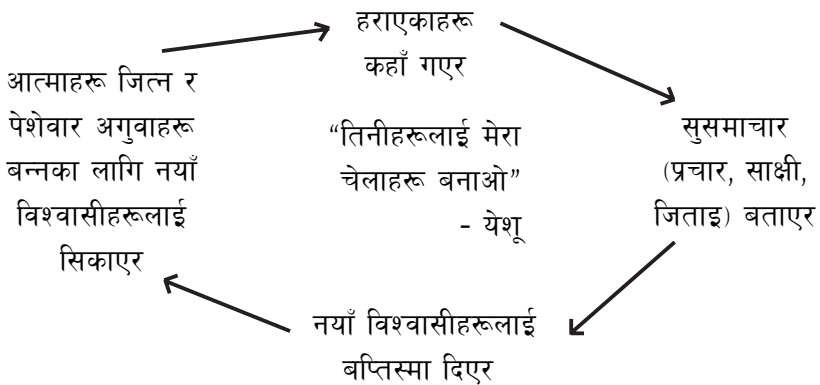 हराएकाहरू
कहाँ गएर
सुसमाचार
(प्रचार, साक्षी,
जिताइ) बताएर
नयाँ विश्वासीहरूलाई
बप्तिस्मा दिएर
आत्माहरू जित्न र
पेशेवार अगुवाहरू
बन्नका लागि नयाँ
विश्वासीहरूलाई
सिकाएर
“तिनीहरूलाई मेरा
चेलाहरू बनाओ”
- येशू